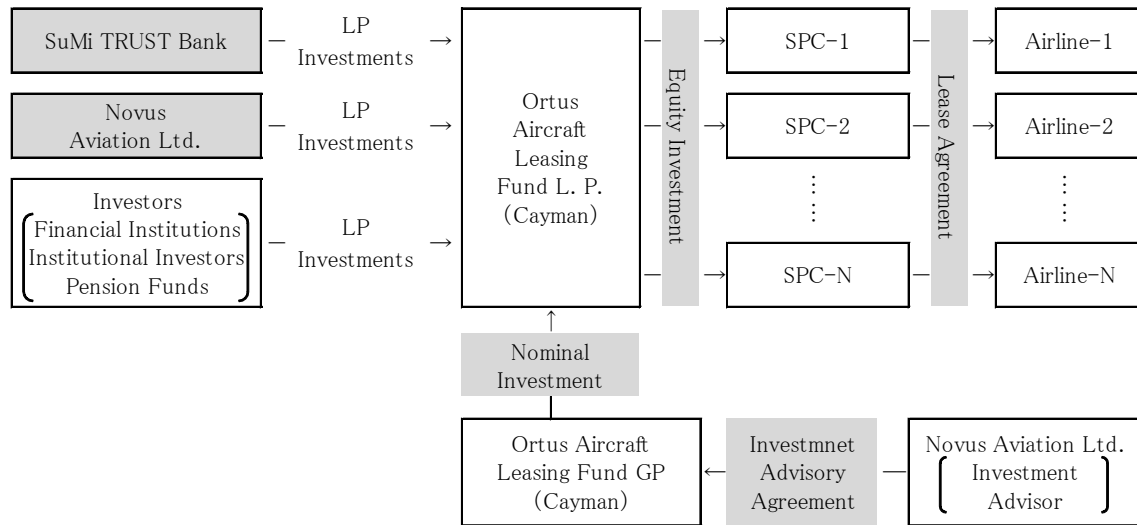 SuMi TRUST Bank
LP
Investments
Novus
Aviation Ltd.
LP
Investments
Investors
Financial Institutions
Institutional Investors
Pension Funds
LP
Investments
Ortus
Aircraft
Leasing
Fund L. P.
(Cayman)
Equity Investment
SPC-1
SPC-2
SPC-N
Lease Agreement
Airline-1
Airline-2
Airline-N
Nominal
Investment
Ortus Aircraft
Leasing Fund GP
(Cayman)
Investmnet
Advisory
Agreement
Novus Aviation Ltd.
Investment
Advisor